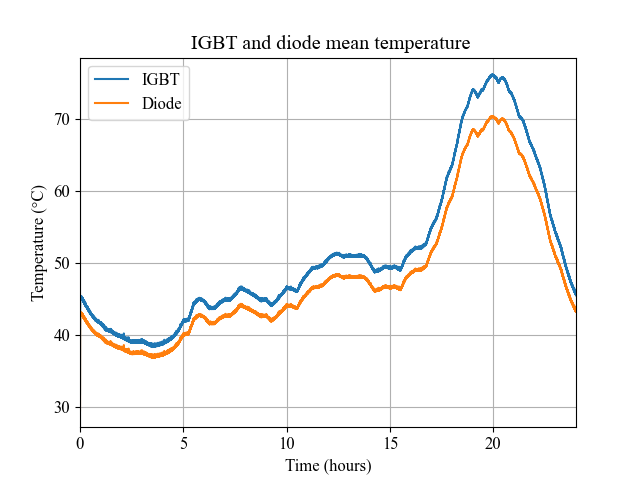 IGBT and diode mean temperature
IGBT
Diode
Temperature (°C)
70
60
50
40
30
0 5 10 15 20
Time (hours)